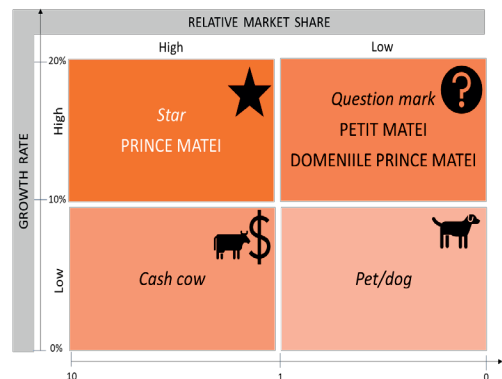 RELATIVE MARKET SHARE
High
Low
GROWTH RATE
20%
High
10%
Low
0%
Star
PRINCE MATEI
?
Question mark
PETIT MATEI
DOMENIILE PRINCE MATEI
$
Cash cow
Pet/dog
10
1
0